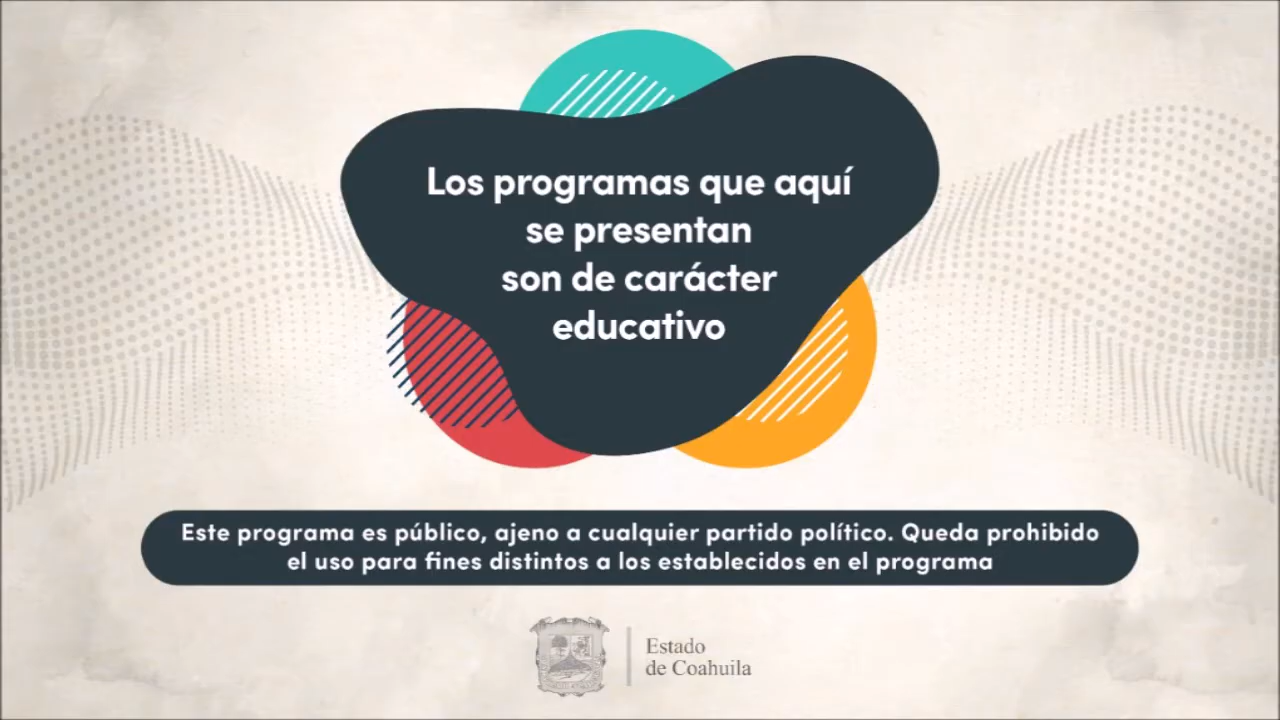 Los programas que aquí
se presentan
son de carácter
educativo
Este programa es público, ajeno a cualquier partido político. Queda prohibido
el uso para fines distintos a los establecidos en el programa
Estado
de Coahuila